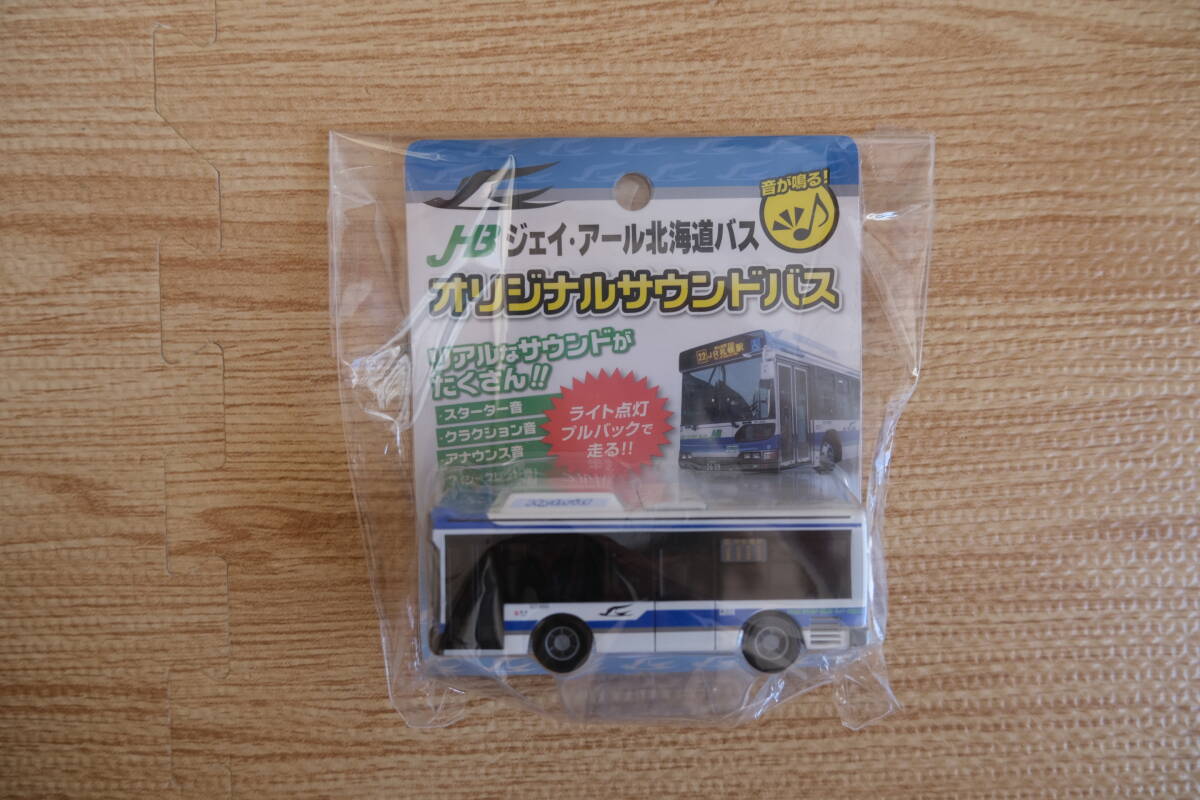 音が鳴る!
JHB ジェイ・アール北海道バス
オリジナルサウンドバス
リアルなサウンドが
たくさん!!
・スターター音
・クラクション音
・アナウンス音
ライト点灯
プルバックで
走る!!
22